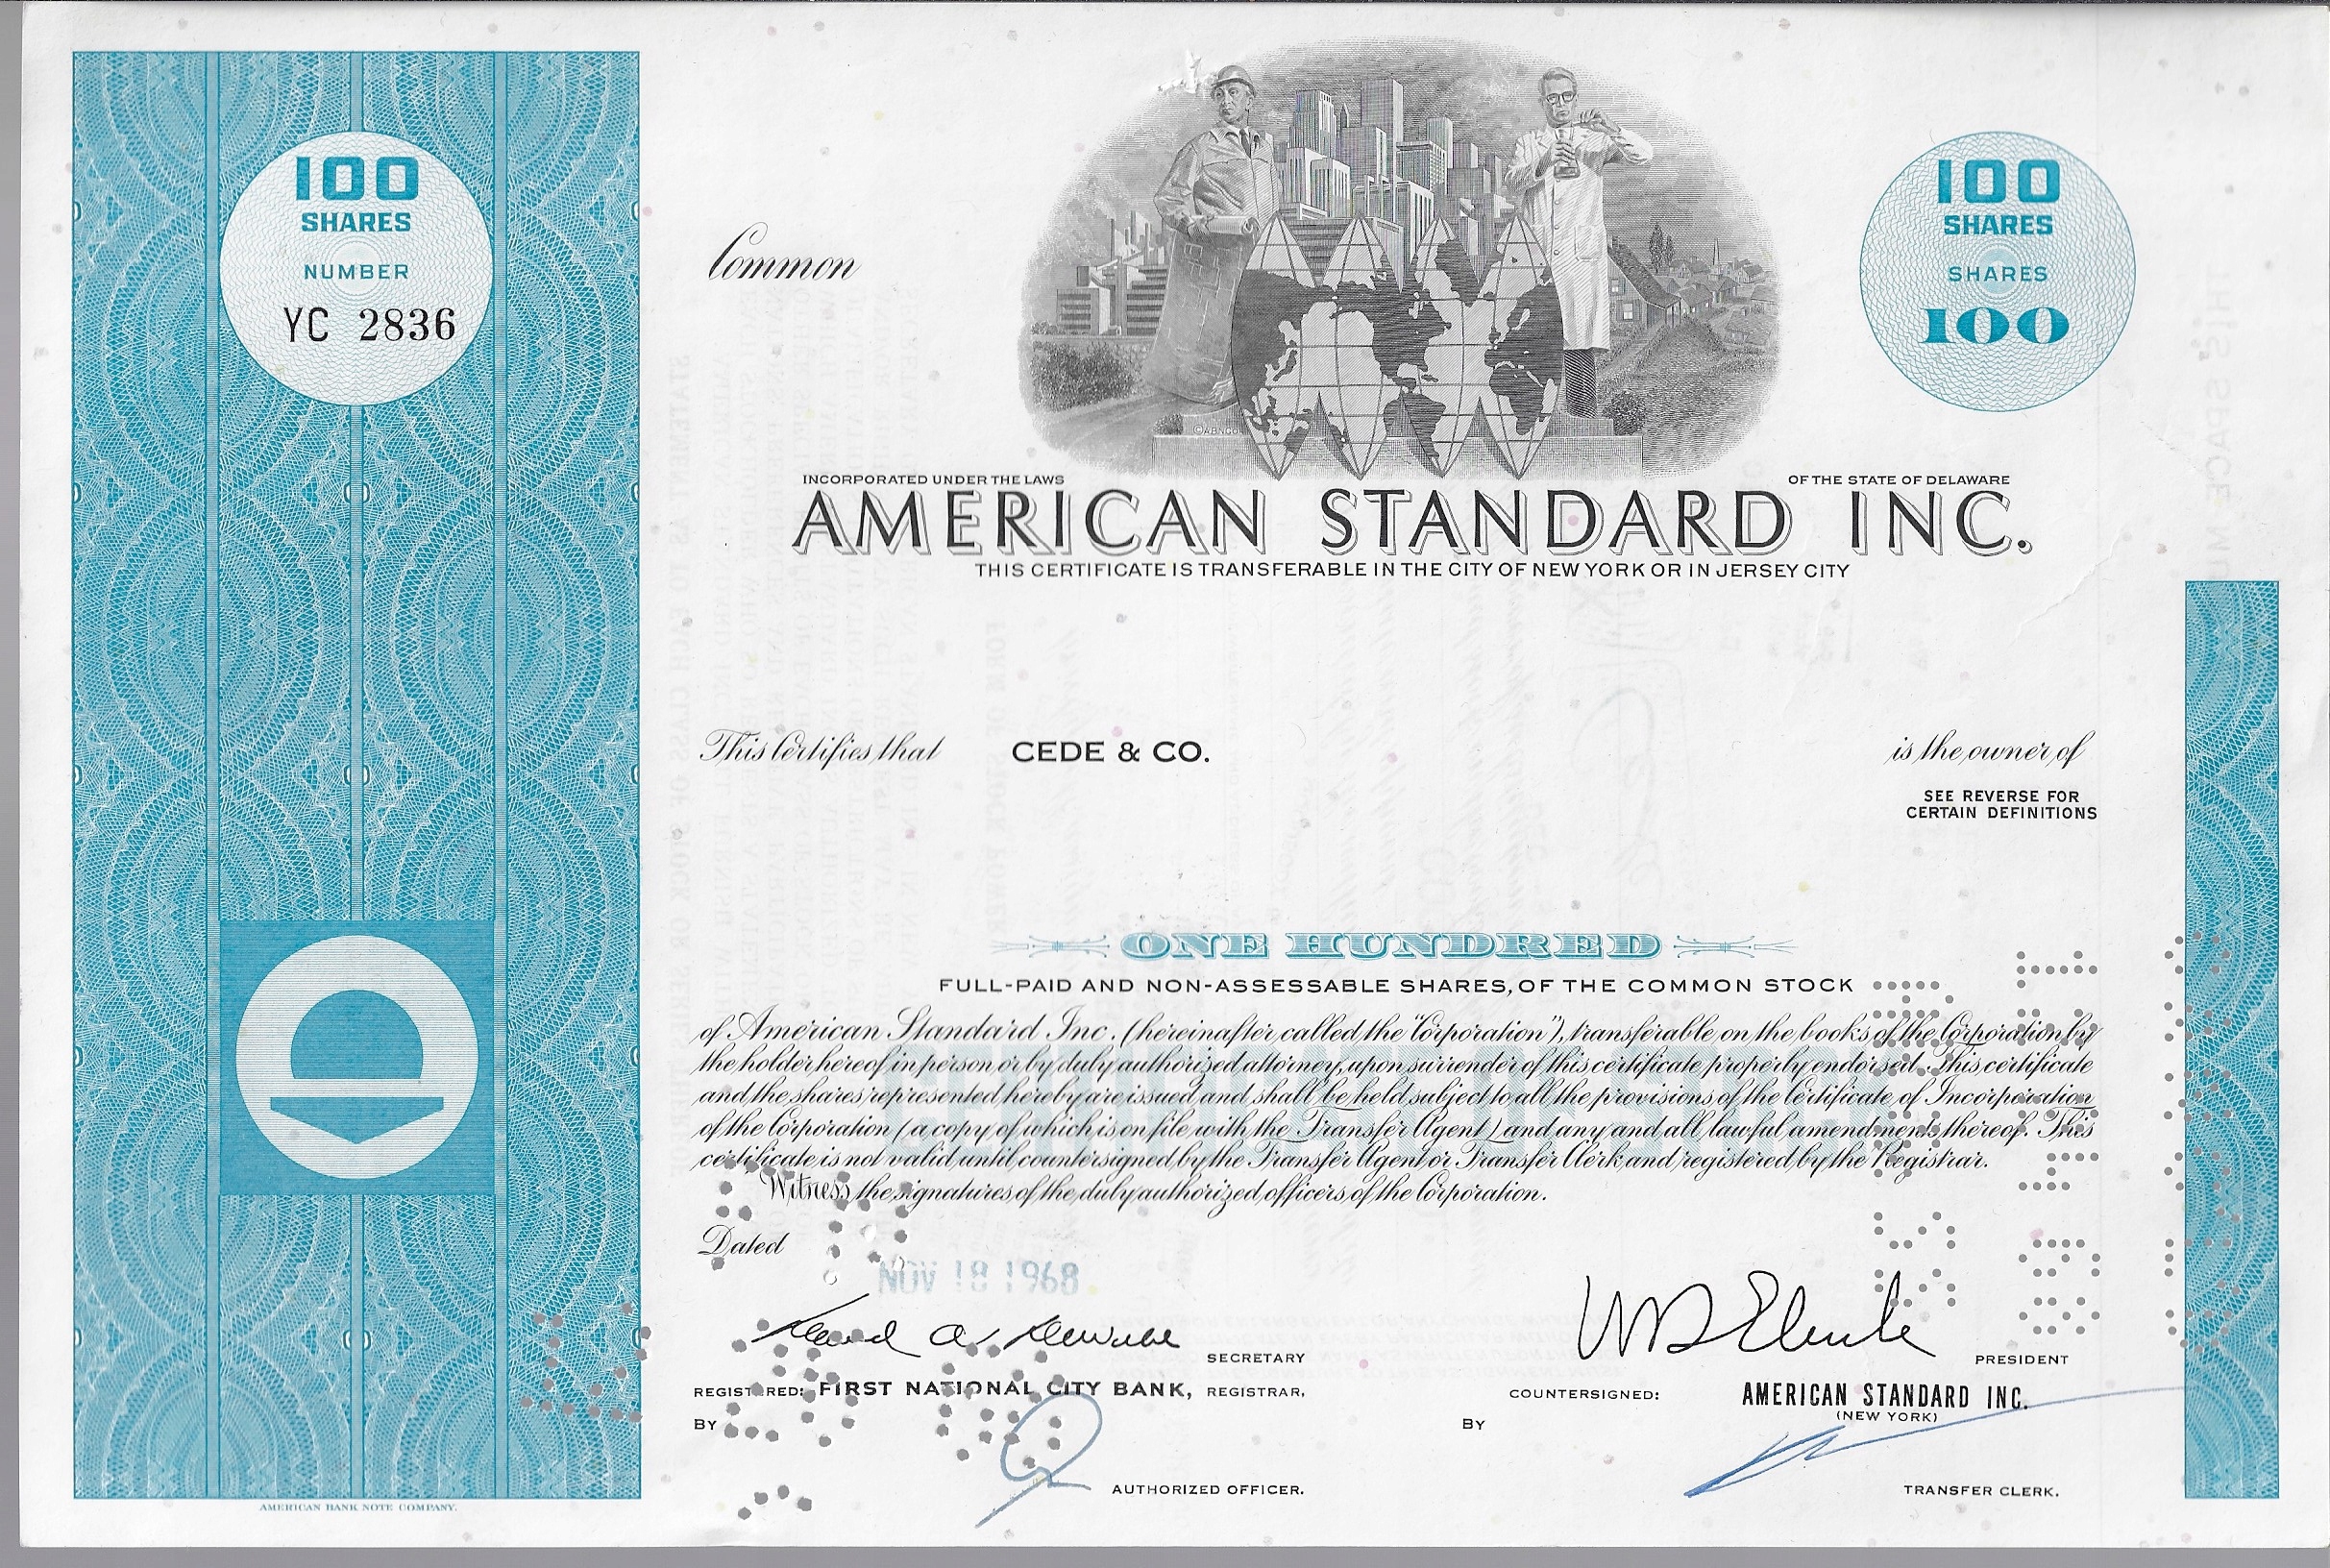 100
SHARES
NUMBER
YC 2836
Common
100
SHARES
SHARES
100
©ABNCO
INCORPORATED UNDER THE LAWS OF THE STATE OF DELAWARE
AMERICAN STANDARD INC.
THIS CERTIFICATE IS TRANSFERABLE IN THE CITY OF NEW YORK OR IN JERSEY CITY
This Certifies that CEDE & CO. is the owner of
SEE REVERSE FOR
CERTAIN DEFINITIONS
ONE HUNDRED
FULL-PAID AND NON-ASSESSABLE SHARES, OF THE COMMON STOCK
of American Standard Inc. (hereinafter called the "Corporation"), transferable on the books of the Corporation by
the holder hereof in person or by duly authorized attorney, upon surrender of this certificate properly endorsed. This certificate
and the shares represented hereby are issued and shall be held subject to all the provisions of the Certificate of Incorporation
of the Corporation (a copy of which is on file with the Transfer Agent) and any and all lawful amendments thereof. This
certificate is not valid until countersigned by the Transfer Agent or Transfer Clerk and registered by the Registrar.
Witness the signatures of the duly authorized officers of the Corporation.
Dated
NOV 18 1968
SECRETARY
PRESIDENT
REGISTERED: FIRST NATIONAL CITY BANK, REGISTRAR,
COUNTERSIGNED: AMERICAN STANDARD INC.
(NEW YORK)
BY
BY
AUTHORIZED OFFICER.
TRANSFER CLERK.
AMERICAN BANK NOTE COMPANY.